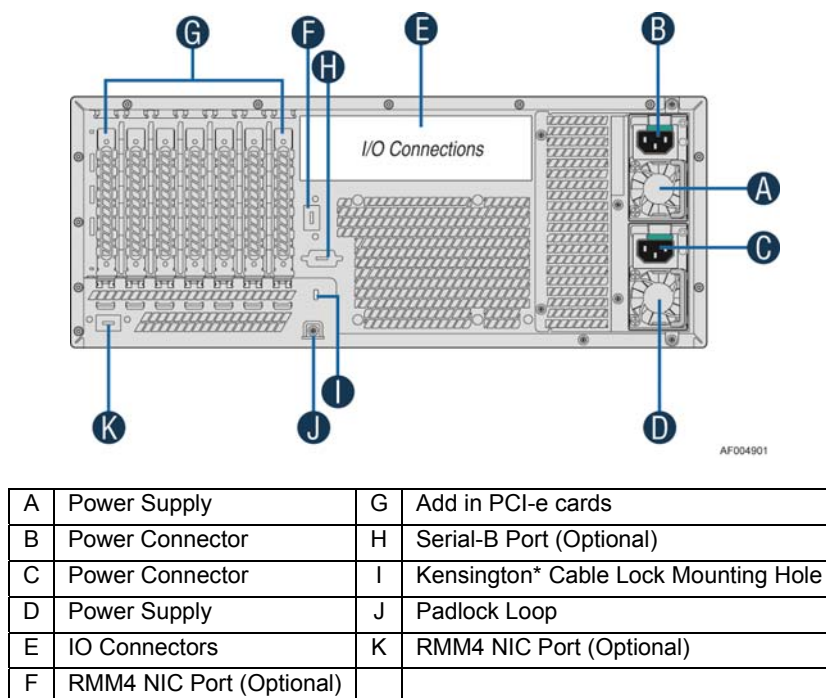 G F E B
H
I/O Connections
A
C
I
K J D
AF004901
A Power Supply G Add in PCI-e cards
B Power Connector H Serial-B Port (Optional)
C Power Connector I Kensington* Cable Lock Mounting Hole
D Power Supply J Padlock Loop
E IO Connectors K RMM4 NIC Port (Optional)
F RMM4 NIC Port (Optional)